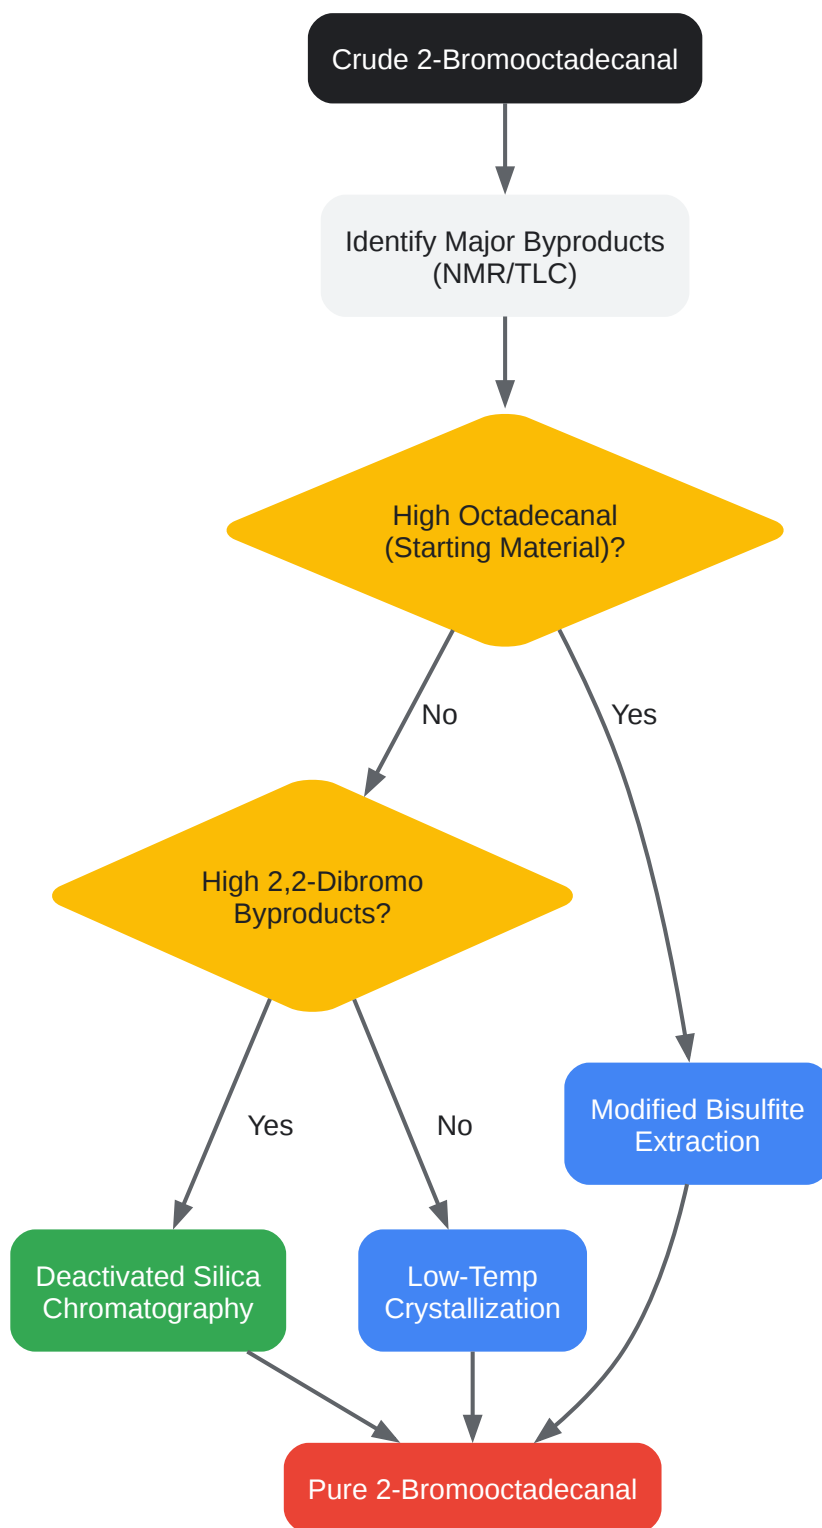 Crude 2-Bromooctadecanal
Identify Major Byproducts
(NMR/TLC)
High Octadecanal
(Starting Material)?
No
Yes
High 2,2-Dibromo
Byproducts?
Modified Bisulfite
Extraction
Yes
No
Deactivated Silica
Chromatography
Low-Temp
Crystallization
Pure 2-Bromooctadecanal